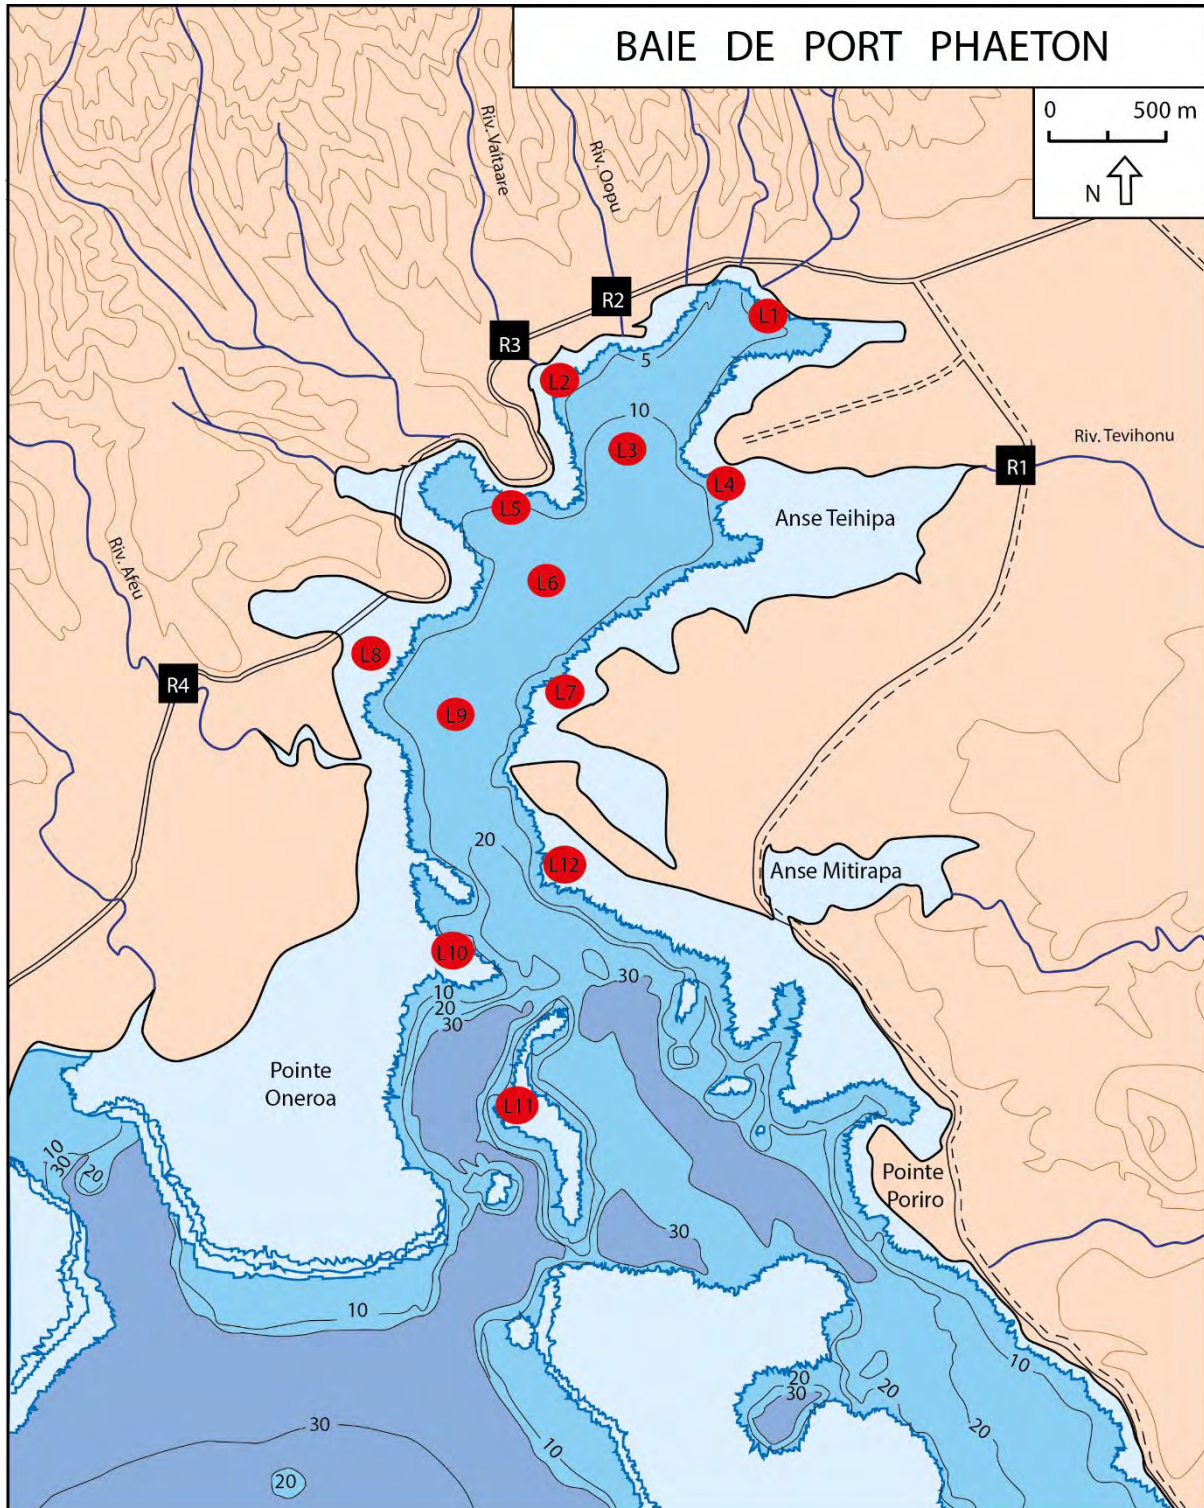 BAIE DE PORT PHAETON
0 500 m
N
Riv. Vaitaare
Riv. Oopu
R2
L1
R3
5
L2
10
L3
Riv. Tevihonu
R1
L4
L5
Anse Teihipa
Riv. Afeu
L6
L8
R4
L7
L9
20
L12
Anse Mitirapa
L10
30
10
20
30
Pointe
Oneroa
L11
10
30
20
Pointe
Poriro
30
10
10
20
30
20
20
30
10
20